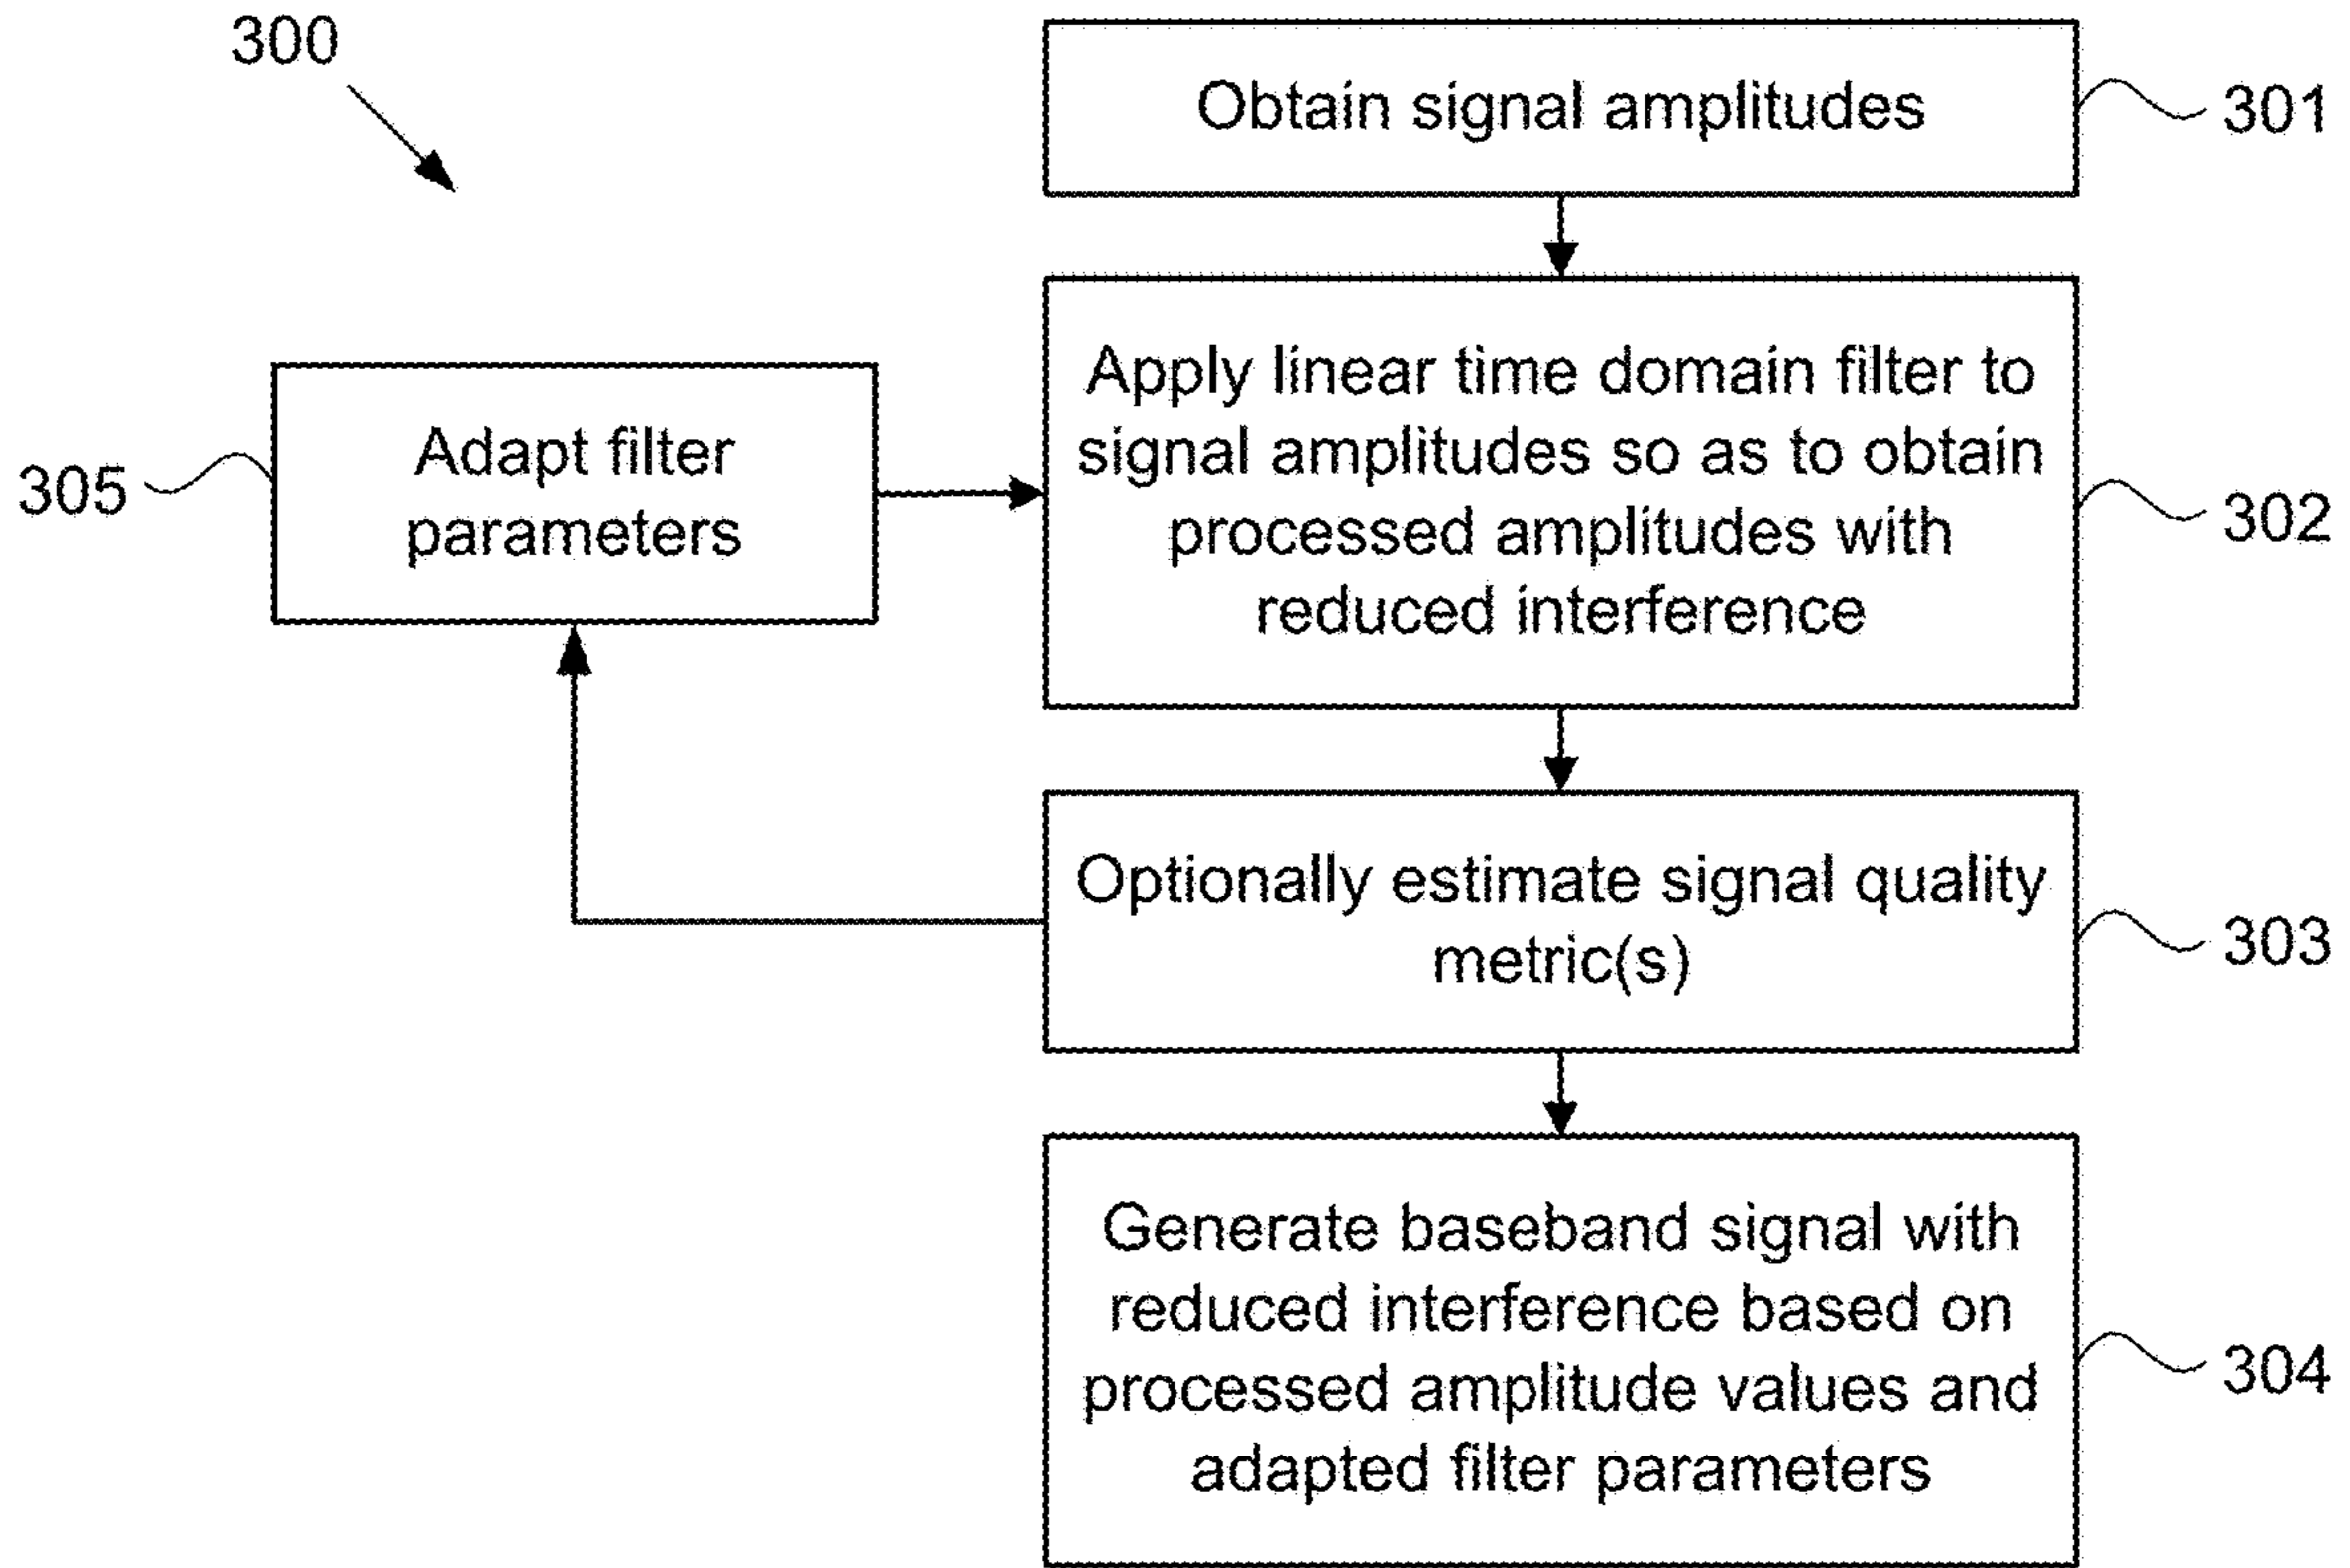 300
Obtain signal amplitudes
301
Apply linear time domain filter to
signal amplitudes so as to obtain
processed amplitudes with
reduced interference
302
Adapt filter
parameters
305
Optionally estimate signal quality
metric(s)
303
Generate baseband signal with
reduced interference based on
processed amplitude values and
adapted filter parameters
304